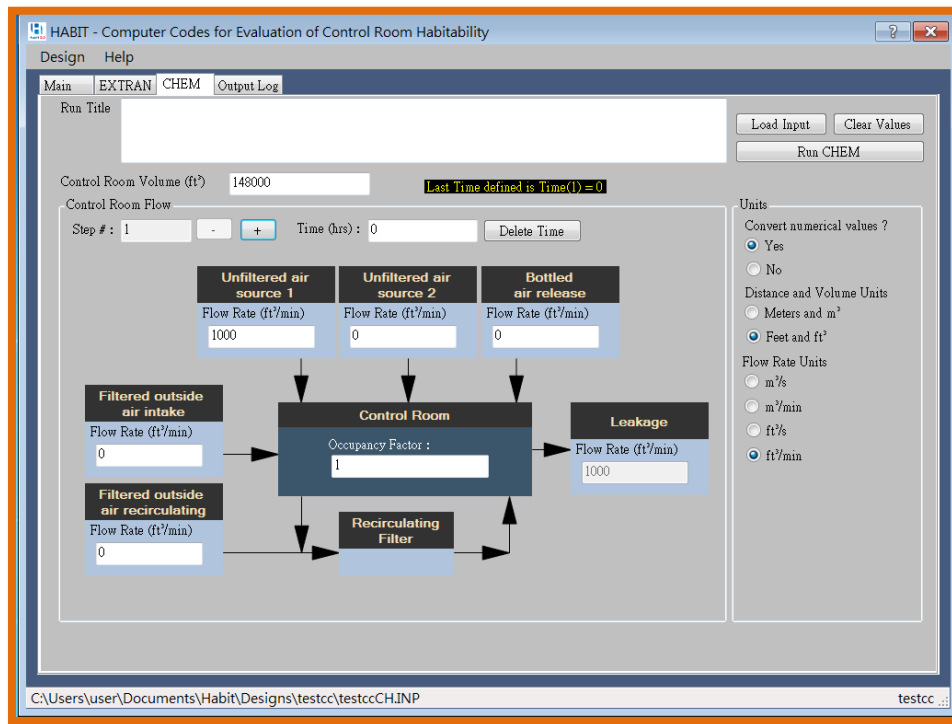 HABIT - Computer Codes for Evaluation of Control Room Habitability
Design Help
Main EXTRAN CHEM Output Log
Run Title
Load Input Clear Values
Run CHEM
Control Room Volume (ft³) 148000
Last Time defined is Time(1) = 0
Control Room Flow
Step # : 1 - + Time (hrs) : 0 Delete Time
Unfiltered air
source 1
Flow Rate (ft³/min)
1000
Unfiltered air
source 2
Flow Rate (ft³/min)
0
Bottled
air release
Flow Rate (ft³/min)
0
Filtered outside
air intake
Flow Rate (ft³/min)
0
Control Room
Occupancy Factor :
1
Leakage
Flow Rate (ft³/min)
1000
Filtered outside
air recirculating
Flow Rate (ft³/min)
0
Recirculating
Filter
Units
Convert numerical values ?
Yes
No
Distance and Volume Units
Meters and m³
Feet and ft³
Flow Rate Units
m³/s
m³/min
ft³/s
ft³/min
C:\Users\user\Documents\Habit\Designs\testcc\testccCH.INP
testcc